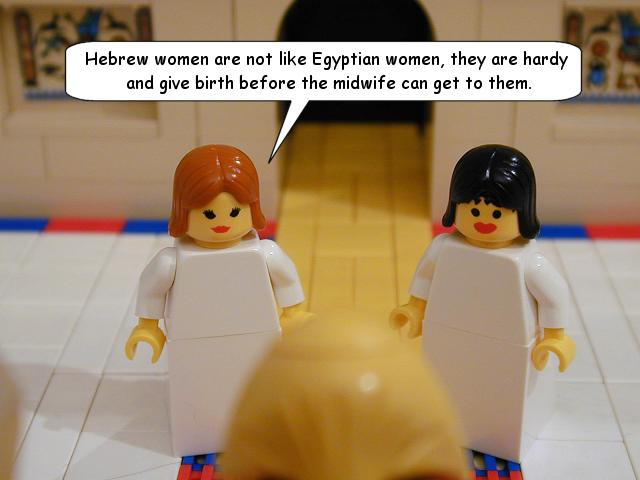 Hebrew women are not like Egyptian women, they are hardy
and give birth before the midwife can get to them.